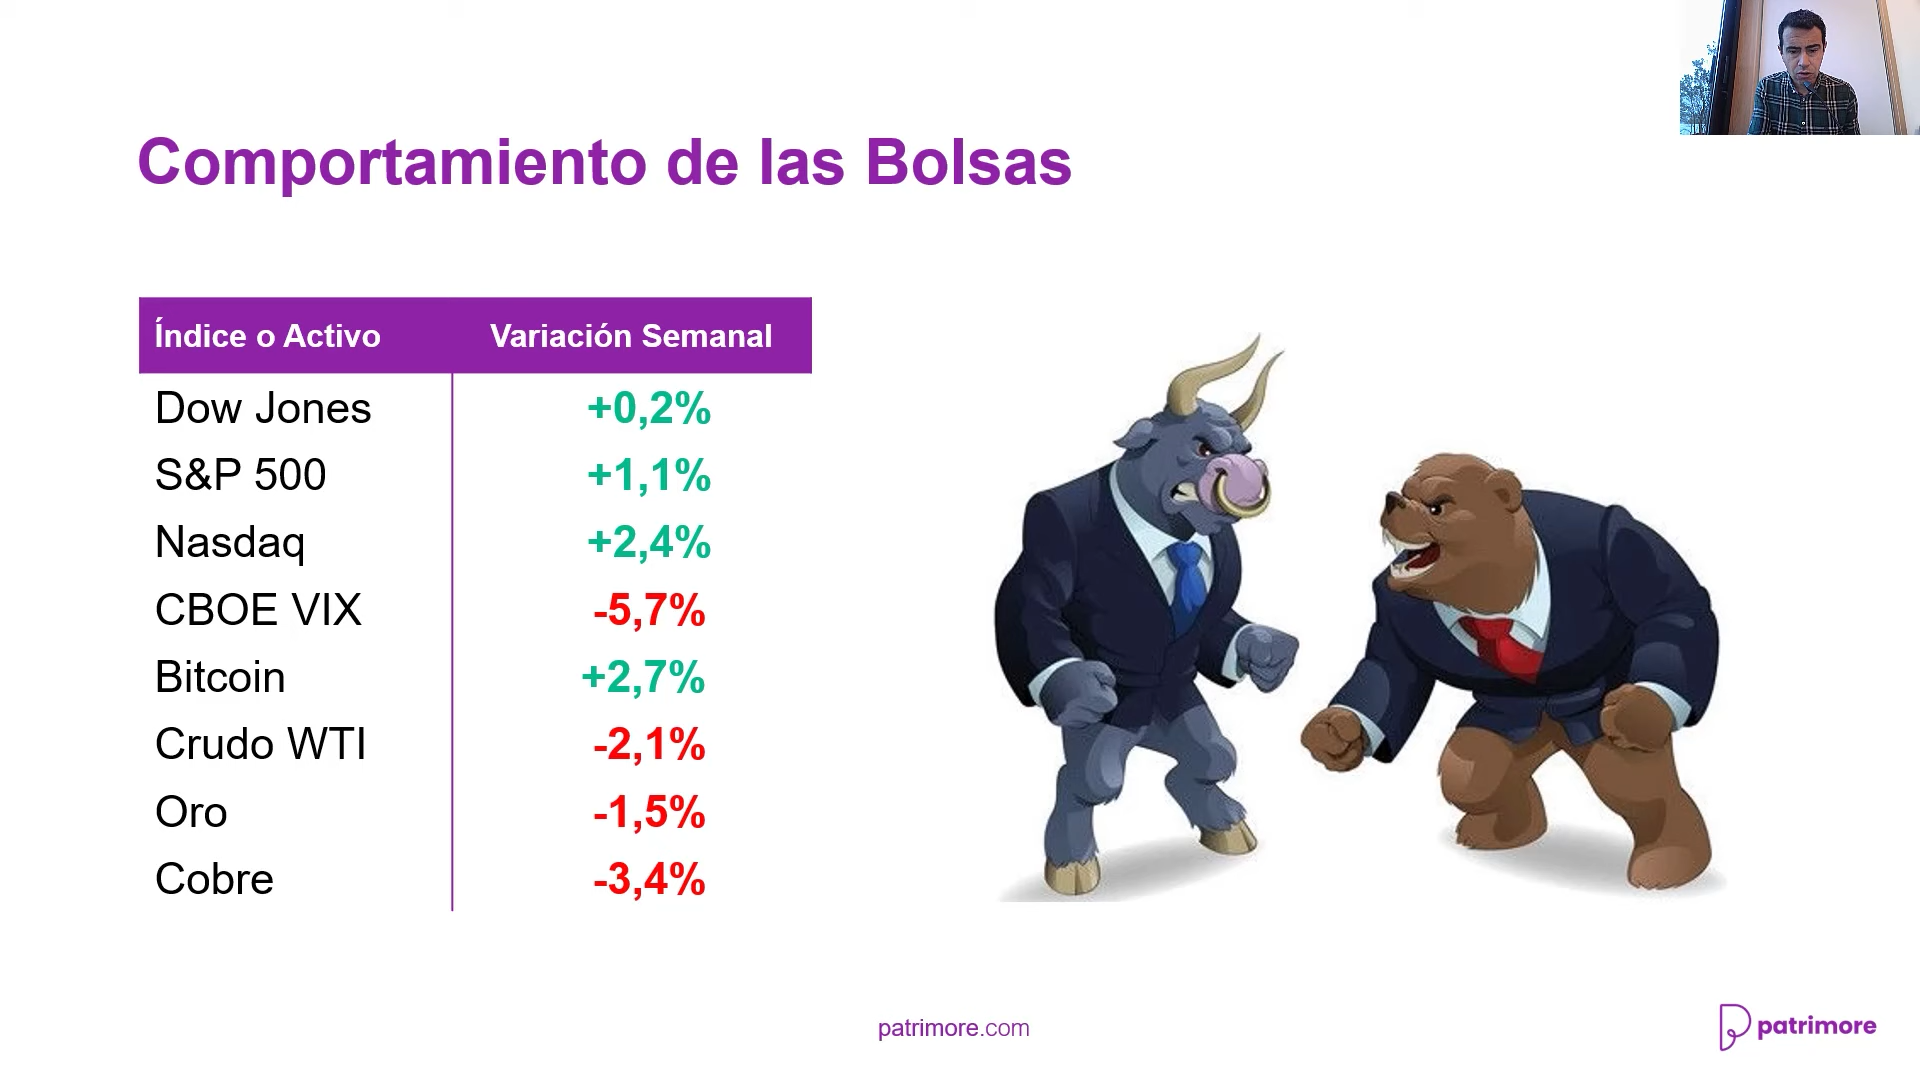 Comportamiento de las Bolsas
Índice o Activo Variación Semanal
Dow Jones +0,2%
S&P 500 +1,1%
Nasdaq +2,4%
CBOE VIX -5,7%
Bitcoin +2,7%
Crudo WTI -2,1%
Oro -1,5%
Cobre -3,4%
patrimore.com
patrimore